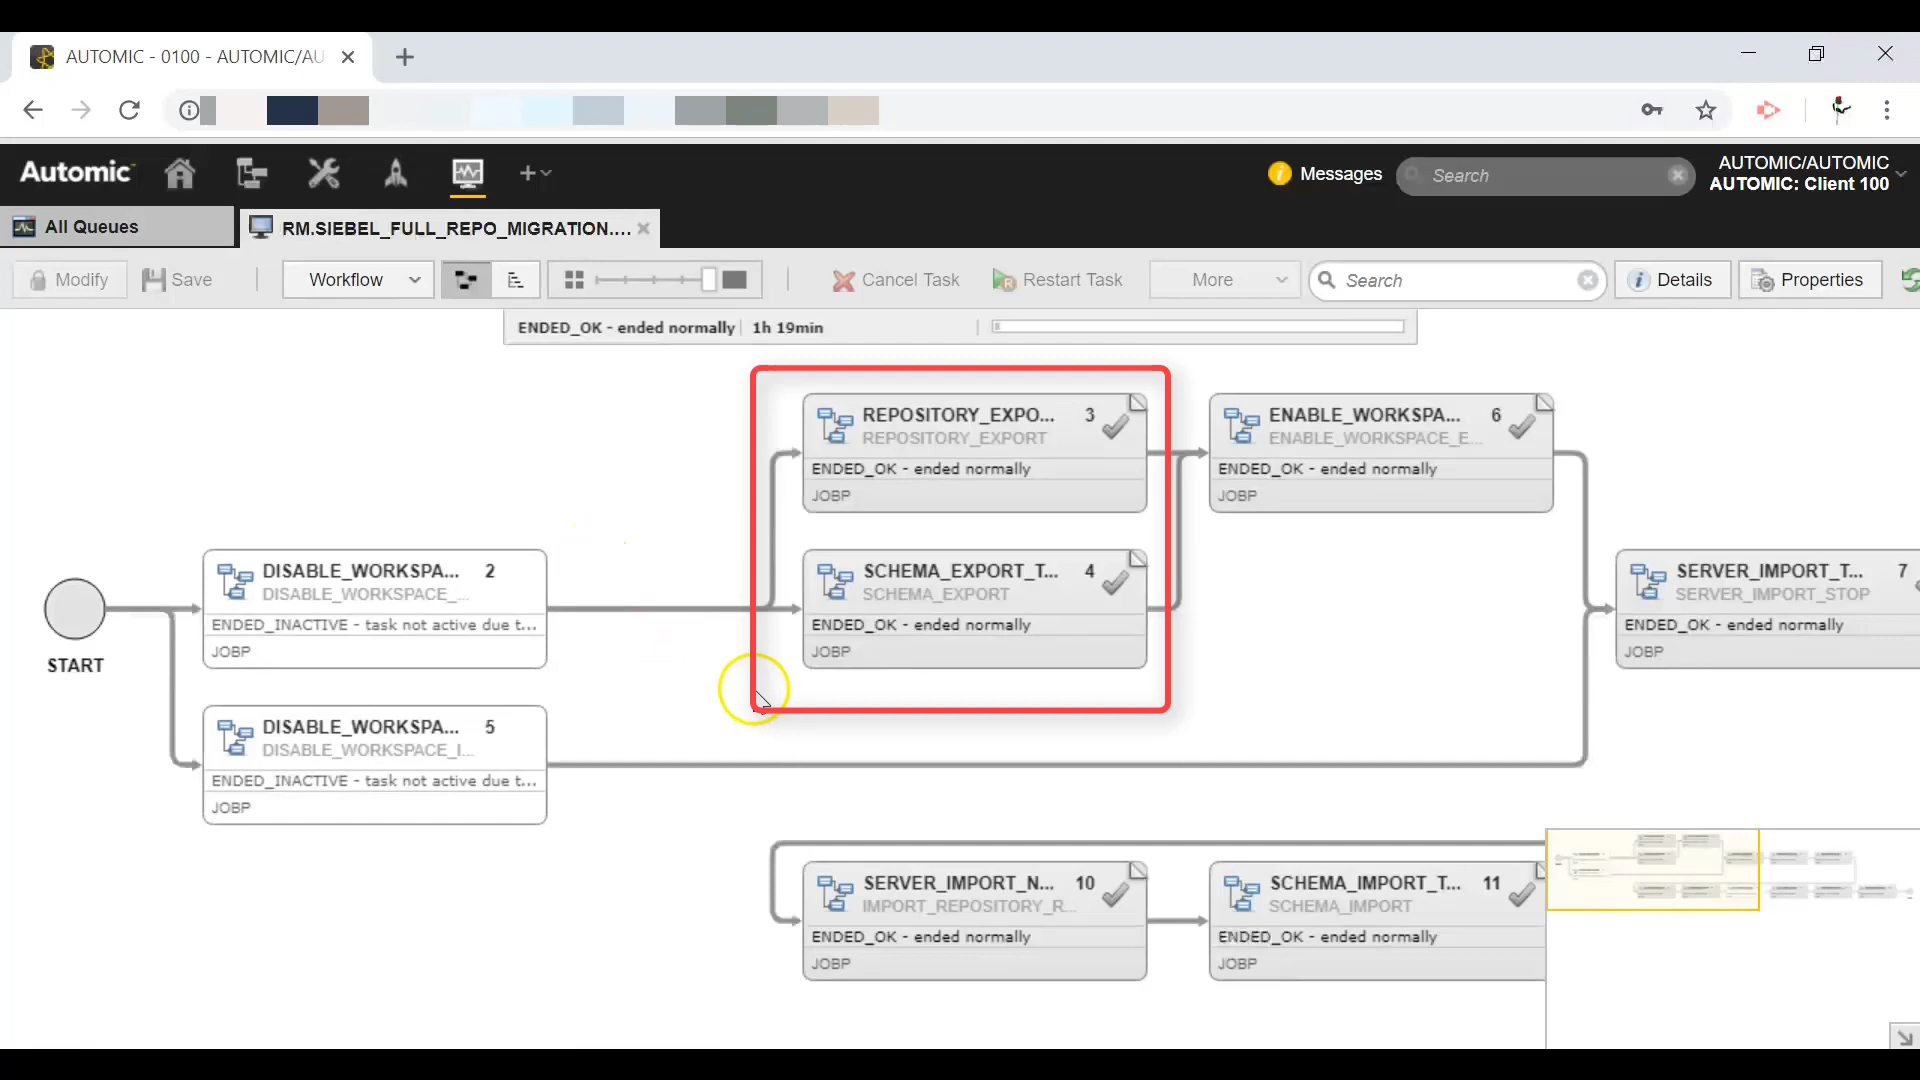 AUTOMIC - 0100 - AUTOMIC/AU
Automic
Messages
Search
AUTOMIC/AUTOMIC
AUTOMIC: Client 100
All Queues
RM.SIEBEL_FULL_REPO_MIGRATION....
Modify
Save
Workflow
Cancel Task
Restart Task
More
Search
Details
Properties
ENDED_OK - ended normally
1h 19min
REPOSITORY_EXPO... 3
REPOSITORY_EXPORT
ENDED_OK - ended normally
JOBP
ENABLE_WORKSPA... 6
ENABLE_WORKSPACE_E...
ENDED_OK - ended normally
JOBP
START
DISABLE_WORKSPA... 2
DISABLE_WORKSPACE_...
ENDED_INACTIVE - task not active due t...
JOBP
SCHEMA_EXPORT_T... 4
SCHEMA_EXPORT
ENDED_OK - ended normally
JOBP
SERVER_IMPORT_T... 7
SERVER_IMPORT_STOP
ENDED_OK - ended normally
JOBP
DISABLE_WORKSPA... 5
DISABLE_WORKSPACE_I...
ENDED_INACTIVE - task not active due t...
JOBP
SERVER_IMPORT_N... 10
IMPORT_REPOSITORY_R...
ENDED_OK - ended normally
JOBP
SCHEMA_IMPORT_T... 11
SCHEMA_IMPORT
ENDED_OK - ended normally
JOBP